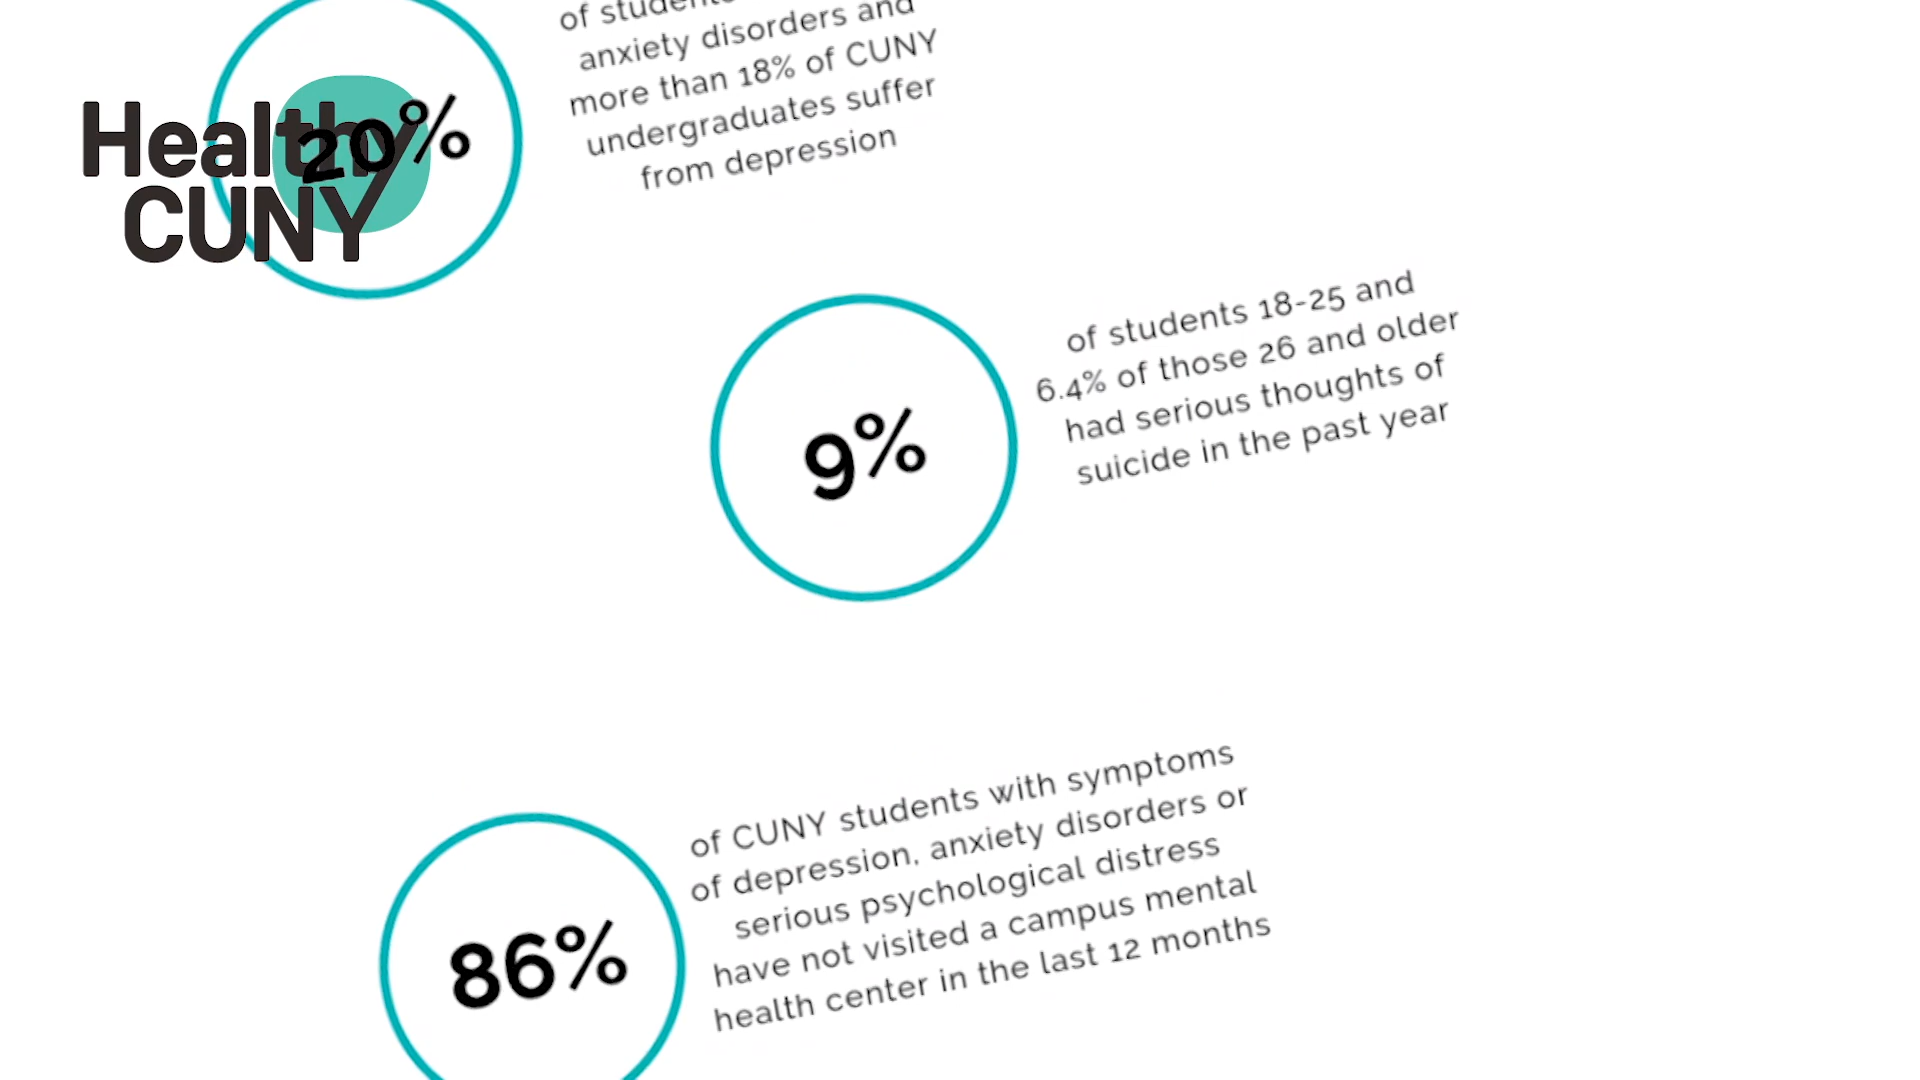 Healthy
CUNY
20%
of students
anxiety disorders and
more than 18% of CUNY
undergraduates suffer
from depression
9%
of students 18-25 and
6.4% of those 26 and older
had serious thoughts of
suicide in the past year
86%
of CUNY students with symptoms
of depression, anxiety disorders or
serious psychological distress
have not visited a campus mental
health center in the last 12 months